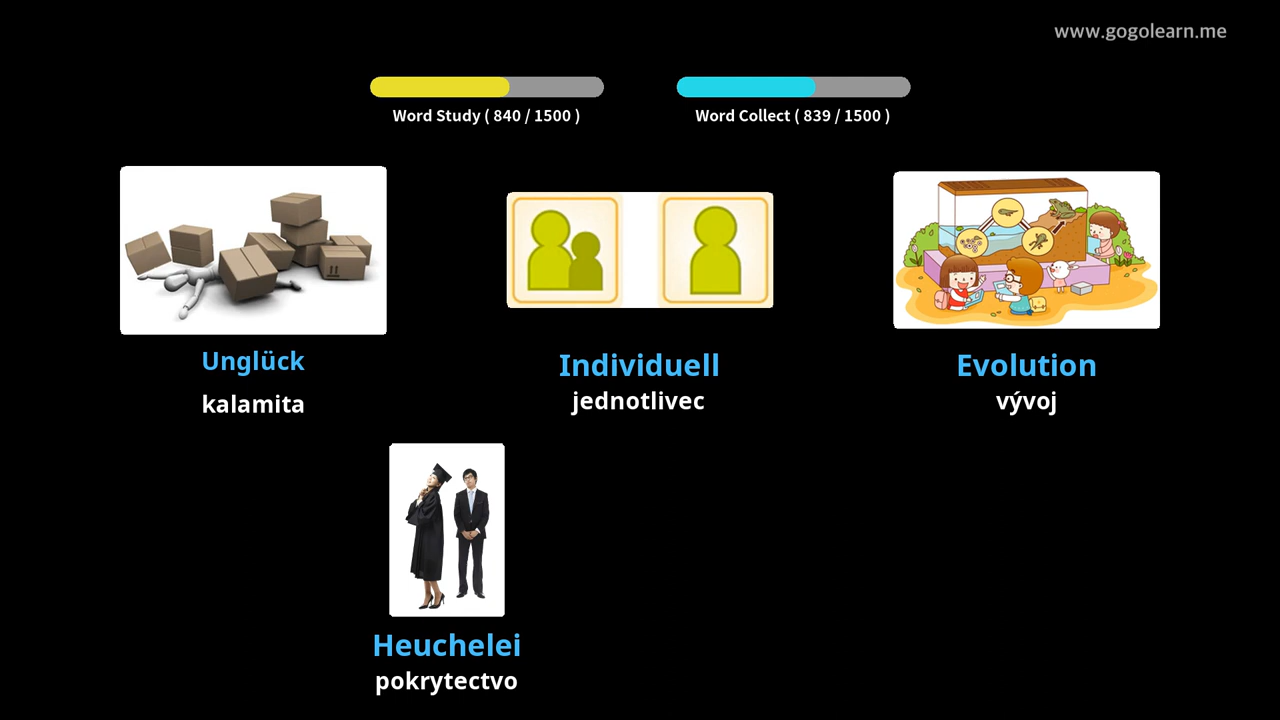 www.gogolearn.me
Word Study ( 840 / 1500 )
Word Collect ( 839 / 1500 )
Unglück
kalamita
Individuell
jednotlivec
Evolution
vývoj
Heuchelei
pokrytectvo